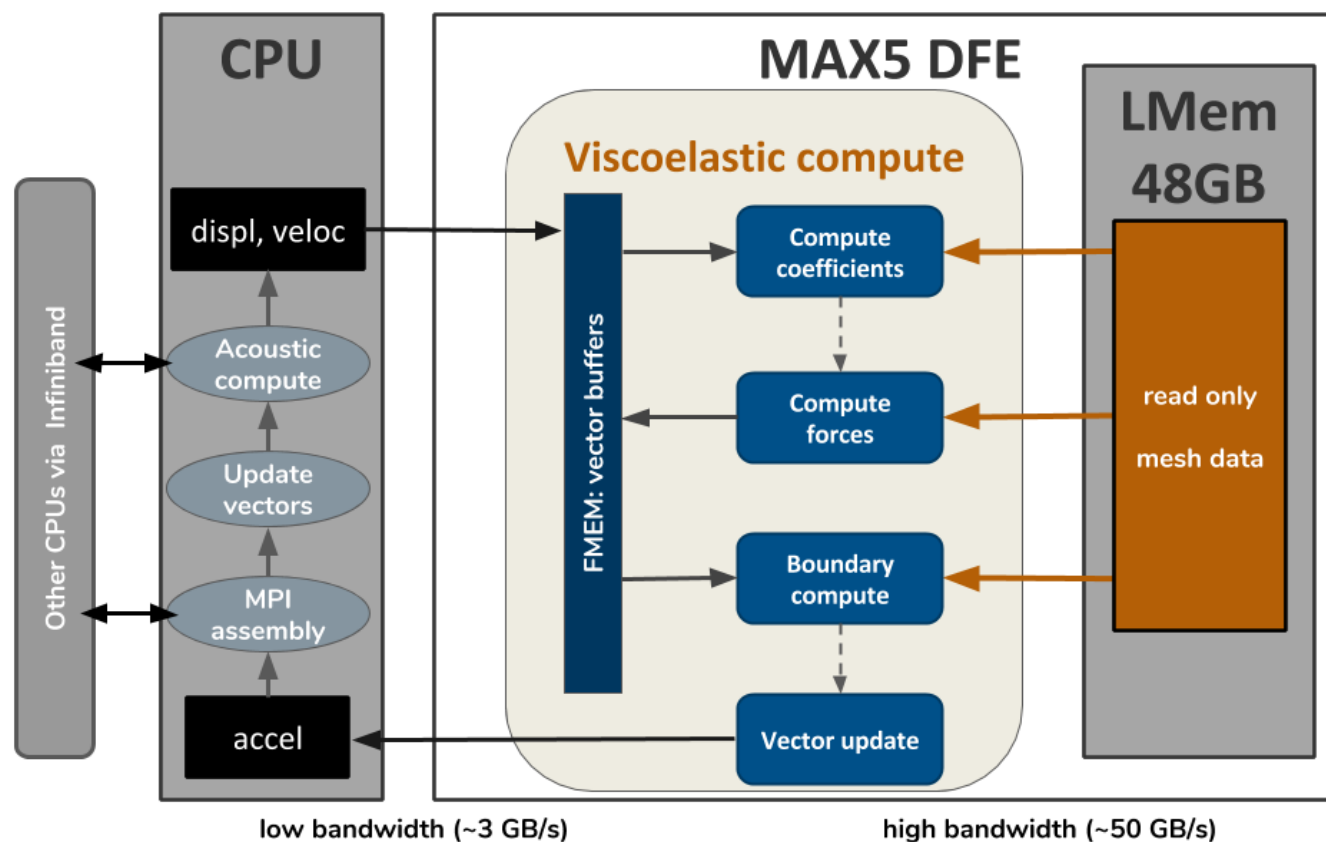 CPU
MAX5 DFE
Other CPUs via Infiniband
displ, veloc
Acoustic
compute
Update
vectors
MPI
assembly
accel
Viscoelastic compute
FMEM: vector buffers
Compute
coefficients
Compute
forces
Boundary
compute
Vector update
LMem
48GB
read only
mesh data
low bandwidth (~3 GB/s)
high bandwidth (~50 GB/s)